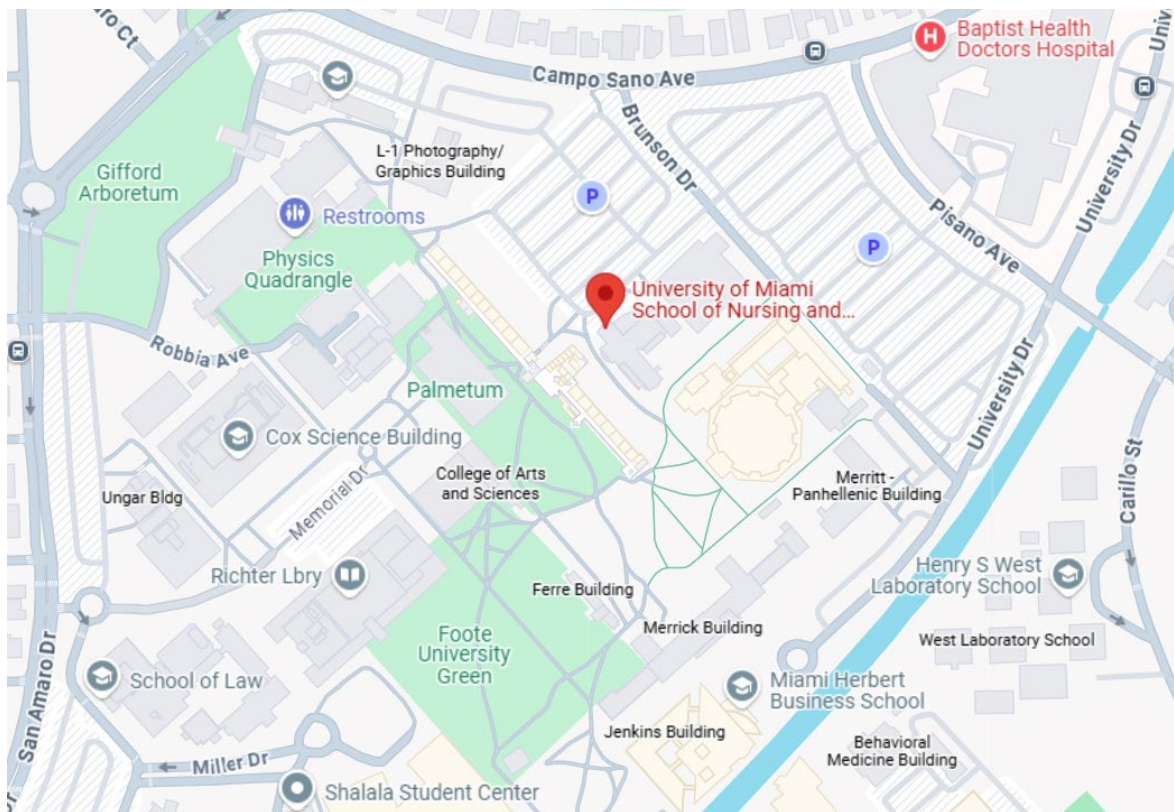 aro Ct
Baptist Health
Doctors Hospital
H
Univ
Campo Sano Ave
Brunson Dr
University Dr
L-1 Photography/
Graphics Building
Gifford
Arboretum
P
Restrooms
Pisano Ave
P
Physics
Quadrangle
University of Miami
School of Nursing and...
Robbia Ave
Palmetum
University Dr
Cox Science Building
College of Arts
and Sciences
Merritt -
Panhellenic Building
Ungar Bldg
Memorial Dr
Carillo St
Richter Lbry
Henry S West
Laboratory School
Ferre Building
Merrick Building
West Laboratory School
Foote
University
Green
San Amaro Dr
School of Law
Miami Herbert
Business School
Jenkins Building
Behavioral
Medicine Building
Miller Dr
Shalala Student Center